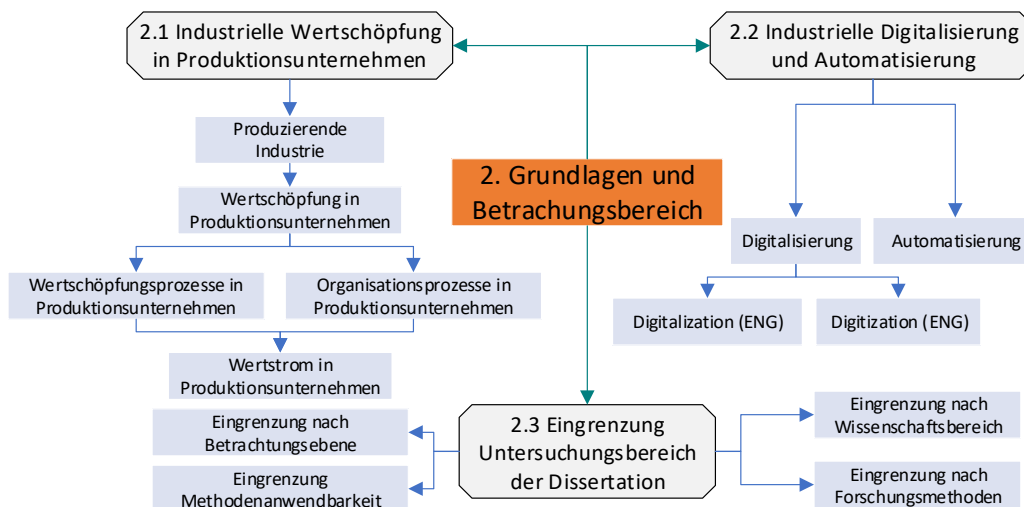 2.1 Industrielle Wertschöpfung
in Produktionsunternehmen
2.2 Industrielle Digitalisierung
und Automatisierung
Produzierende
Industrie
Wertschöpfung in
Produktionsunternehmen
Wertschöpfungsprozesse in
Produktionsunternehmen
Organisationsprozesse in
Produktionsunternehmen
Wertstrom in
Produktionsunternehmen
2. Grundlagen und
Betrachungsbereich
Digitalisierung
Automatisierung
Digitalization (ENG)
Digitization (ENG)
2.3 Eingrenzung
Untersuchungsbereich
der Dissertation
Eingrenzung nach
Betrachtungsebene
Eingrenzung
Methodenanwendbarkeit
Eingrenzung nach
Wissenschaftsbereich
Eingrenzung nach
Forschungsmethoden